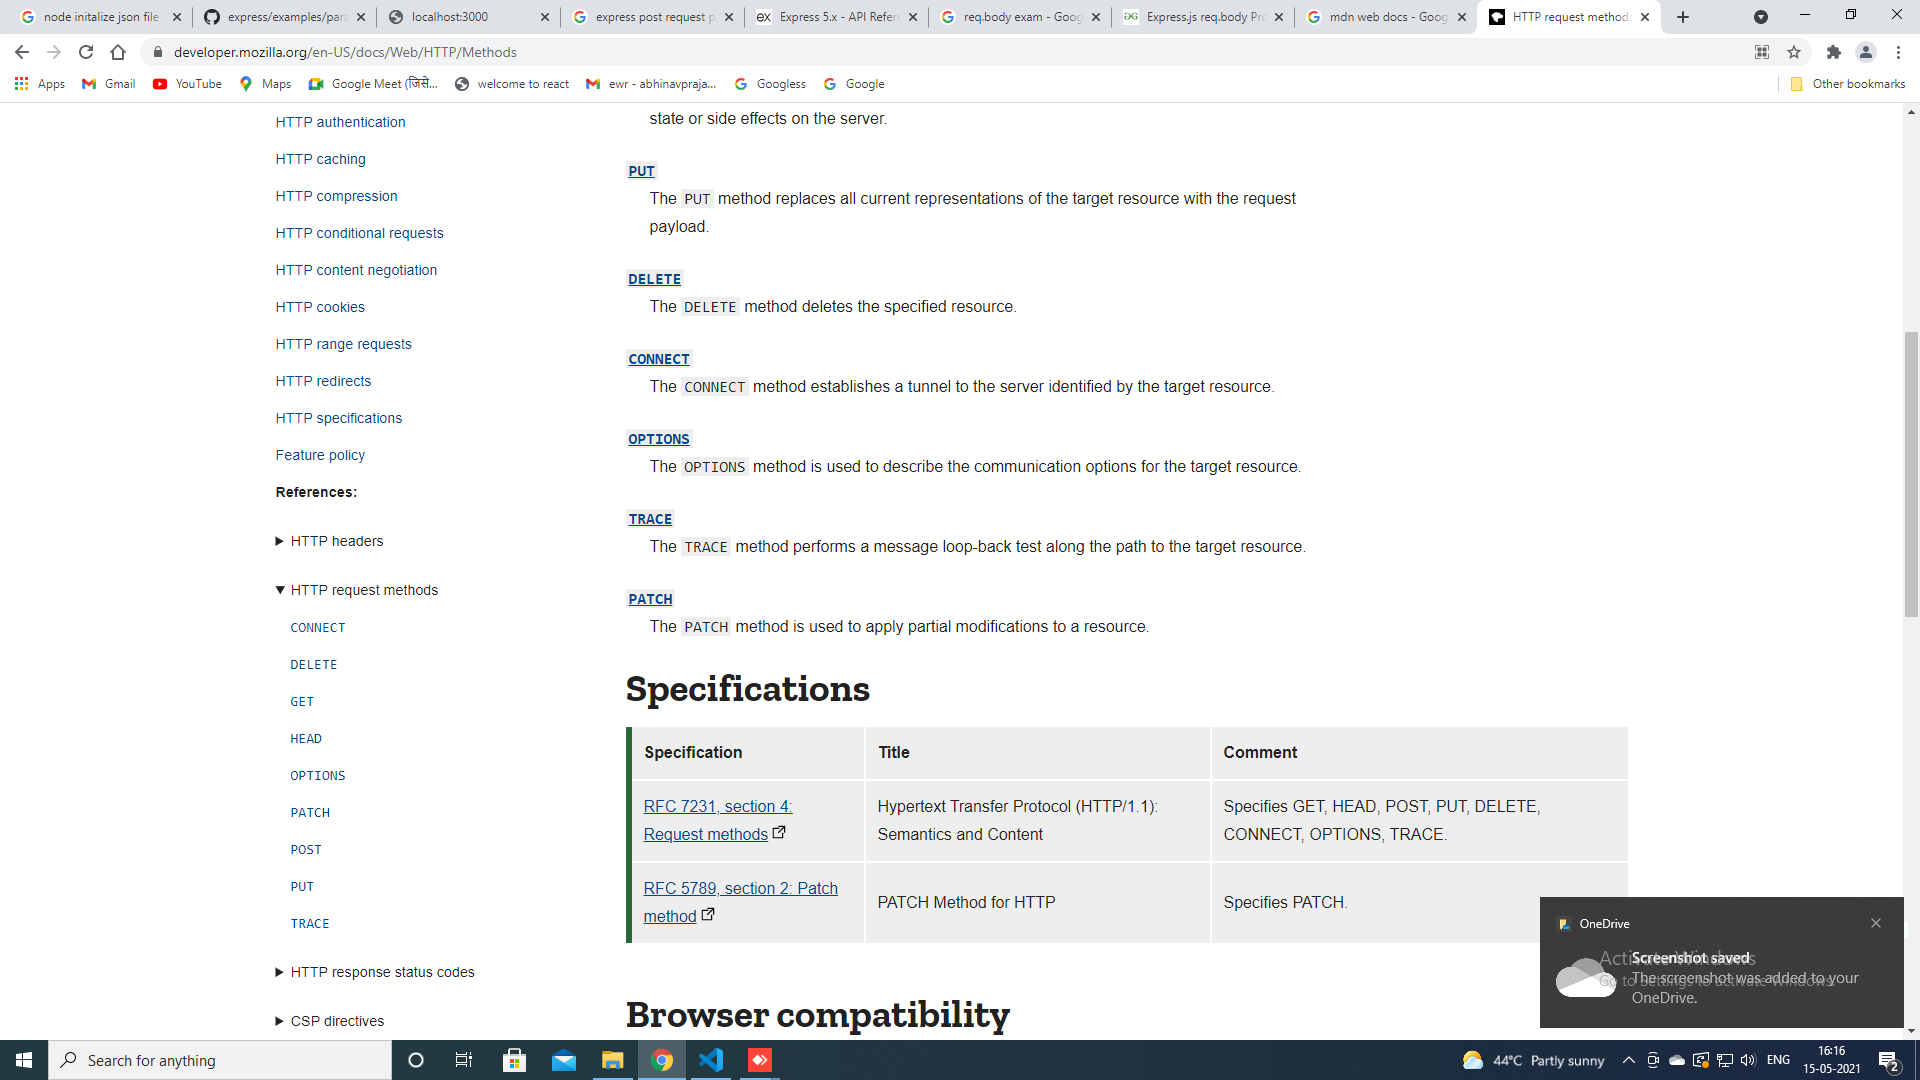 node initalize json file
express/examples/para
localhost:3000
express post request p
Express 5.x - API Refere
req.body exam - Goog
Express.js req.body Pro
mdn web docs - Goog
HTTP request methods
developer.mozilla.org/en-US/docs/Web/HTTP/Methods
Apps
Gmail
YouTube
Maps
Google Meet (जिसे...
welcome to react
ewr - abhinavpraja...
Googless
Google
Other bookmarks
HTTP authentication
HTTP caching
HTTP compression
HTTP conditional requests
HTTP content negotiation
HTTP cookies
HTTP range requests
HTTP redirects
HTTP specifications
Feature policy
References:
HTTP headers
HTTP request methods
CONNECT
DELETE
GET
HEAD
OPTIONS
PATCH
POST
PUT
TRACE
HTTP response status codes
CSP directives
state or side effects on the server.
PUT
The PUT method replaces all current representations of the target resource with the request
payload.
DELETE
The DELETE method deletes the specified resource.
CONNECT
The CONNECT method establishes a tunnel to the server identified by the target resource.
OPTIONS
The OPTIONS method is used to describe the communication options for the target resource.
TRACE
The TRACE method performs a message loop-back test along the path to the target resource.
PATCH
The PATCH method is used to apply partial modifications to a resource.
Specifications
Specification Title Comment
RFC 7231, section 4:
Request methods
Hypertext Transfer Protocol (HTTP/1.1):
Semantics and Content
Specifies GET, HEAD, POST, PUT, DELETE,
CONNECT, OPTIONS, TRACE.
RFC 5789, section 2: Patch
method
PATCH Method for HTTP
Specifies PATCH.
Browser compatibility
OneDrive
Activate Windows
Go to Settings to activate Windows.
Screenshot saved
The screenshot was added to your
OneDrive.
Search for anything
44°C Partly sunny
ENG
16:16
15-05-2021
2